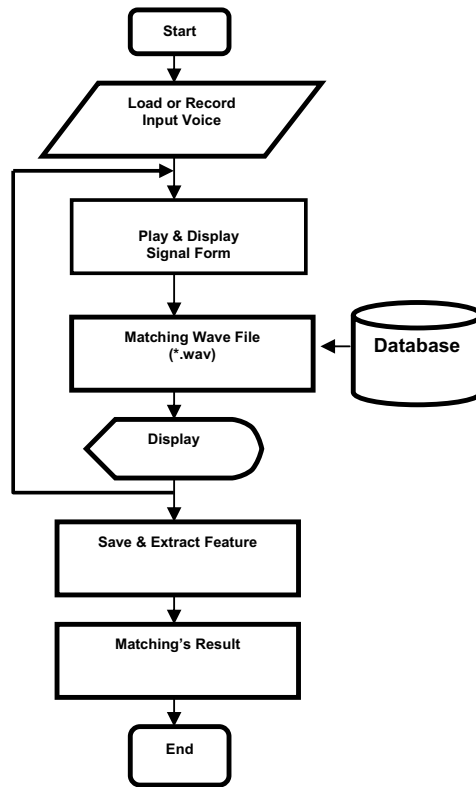 Start
Load or Record
Input Voice
Play & Display
Signal Form
Matching Wave File
(*.wav)
Database
Display
Save & Extract Feature
Matching's Result
End